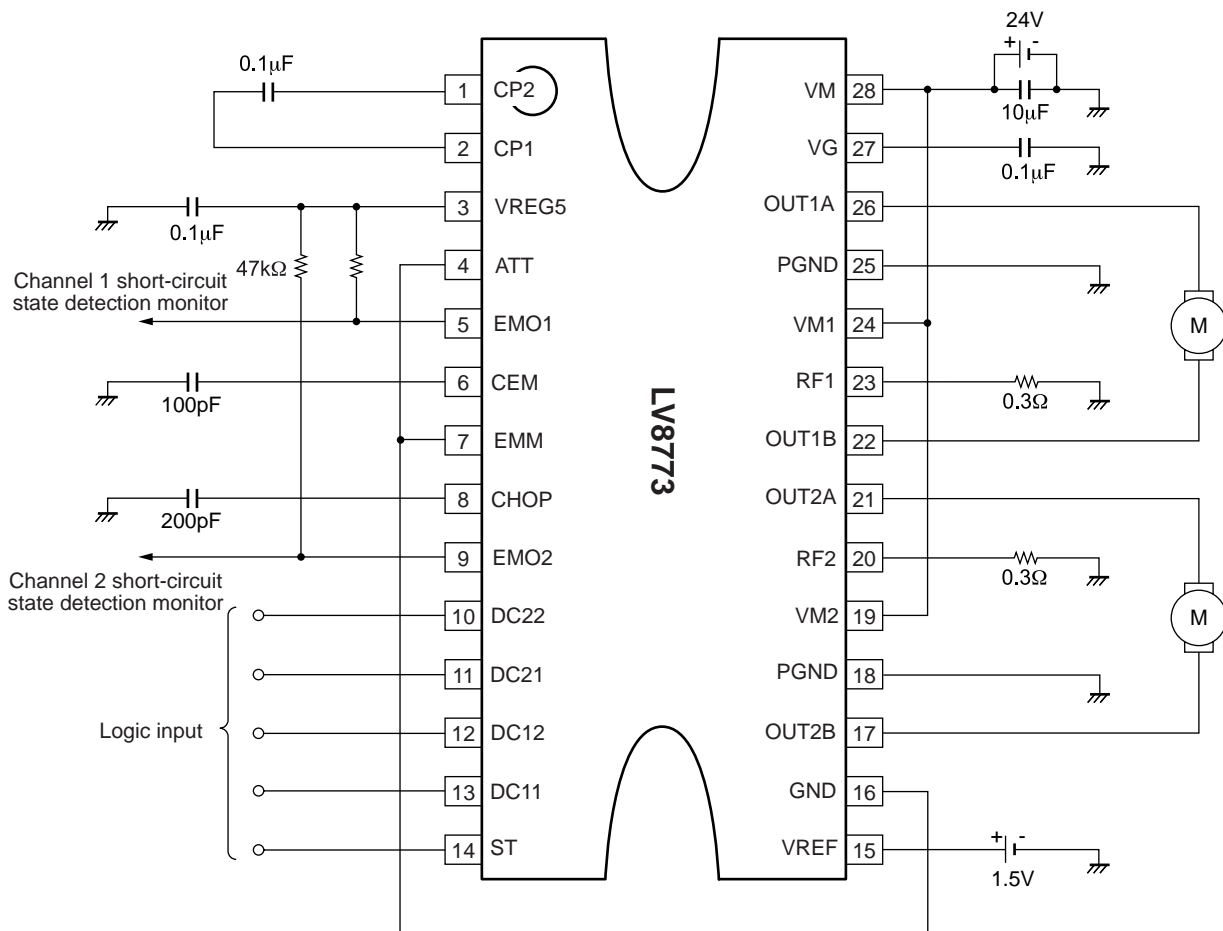 24V
+ -
0.1μF
1 CP2
VM 28
10μF
2 CP1
VG 27
0.1μF
3 VREG5
OUT1A 26
0.1μF
47kΩ
4 ATT
PGND 25
Channel 1 short-circuit
state detection monitor
5 EMO1
VM1 24
M
6 CEM
RF1 23
100pF
0.3Ω
LV8773
7 EMM
OUT1B 22
8 CHOP
OUT2A 21
200pF
9 EMO2
RF2 20
0.3Ω
Channel 2 short-circuit
state detection monitor
10 DC22
VM2 19
M
11 DC21
PGND 18
Logic input
12 DC12
OUT2B 17
13 DC11
GND 16
14 ST
VREF 15
+ -
1.5V